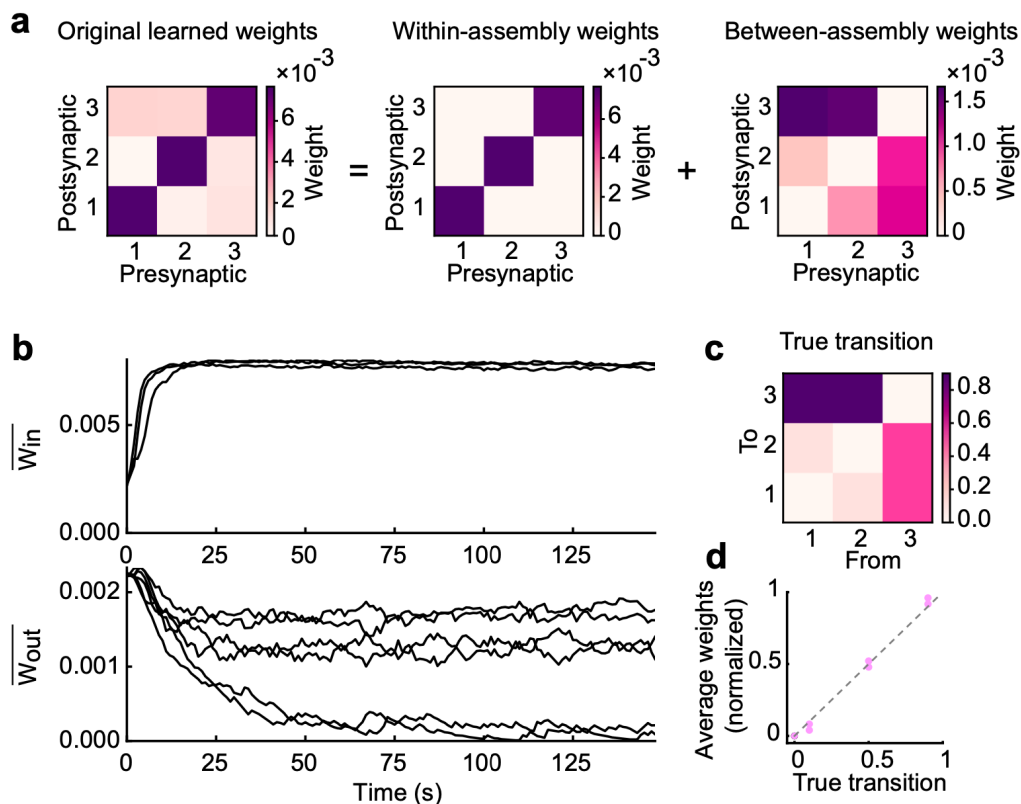 a
Original learned weights
×10⁻³
Postsynaptic
3
2
1
1 2 3
Presynaptic
6
4
2
0
Weight
=
Within-assembly weights
×10⁻³
Postsynaptic
3
2
1
1 2 3
Presynaptic
6
4
2
0
Weight
+
Between-assembly weights
×10⁻³
Postsynaptic
3
2
1
1 2 3
Presynaptic
1.5
1.0
0.5
0
Weight
b
Win
0.005
0.000
0 25 50 75 100 125
Wout
0.002
0.001
0.000
0 25 50 75 100 125
Time (s)
c
True transition
To
3
2
1
1 2 3
From
0.8
0.6
0.4
0.2
0.0
d
Average weights
(normalized)
1
0.5
0
0 0.5 1
True transition